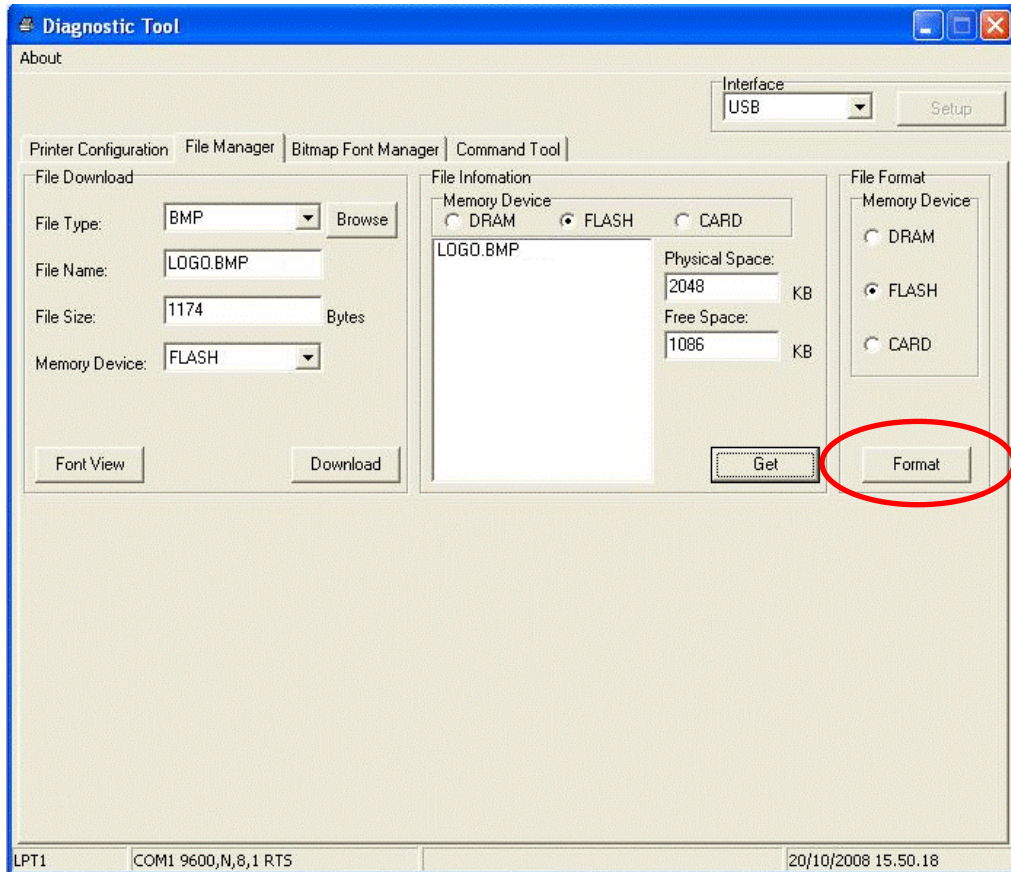 Diagnostic Tool
About
Interface
USB
Setup
Printer Configuration
File Manager
Bitmap Font Manager
Command Tool
File Download
File Type:
BMP
Browse
File Name:
LOGO.BMP
File Size:
1174
Bytes
Memory Device:
FLASH
Font View
Download
File Infomation
Memory Device
DRAM
FLASH
CARD
LOGO.BMP
Physical Space:
2048
KB
Free Space:
1086
KB
Get
File Format
Memory Device
DRAM
FLASH
CARD
Format
LPT1
COM1 9600,N,8,1 RTS
20/10/2008 15.50.18